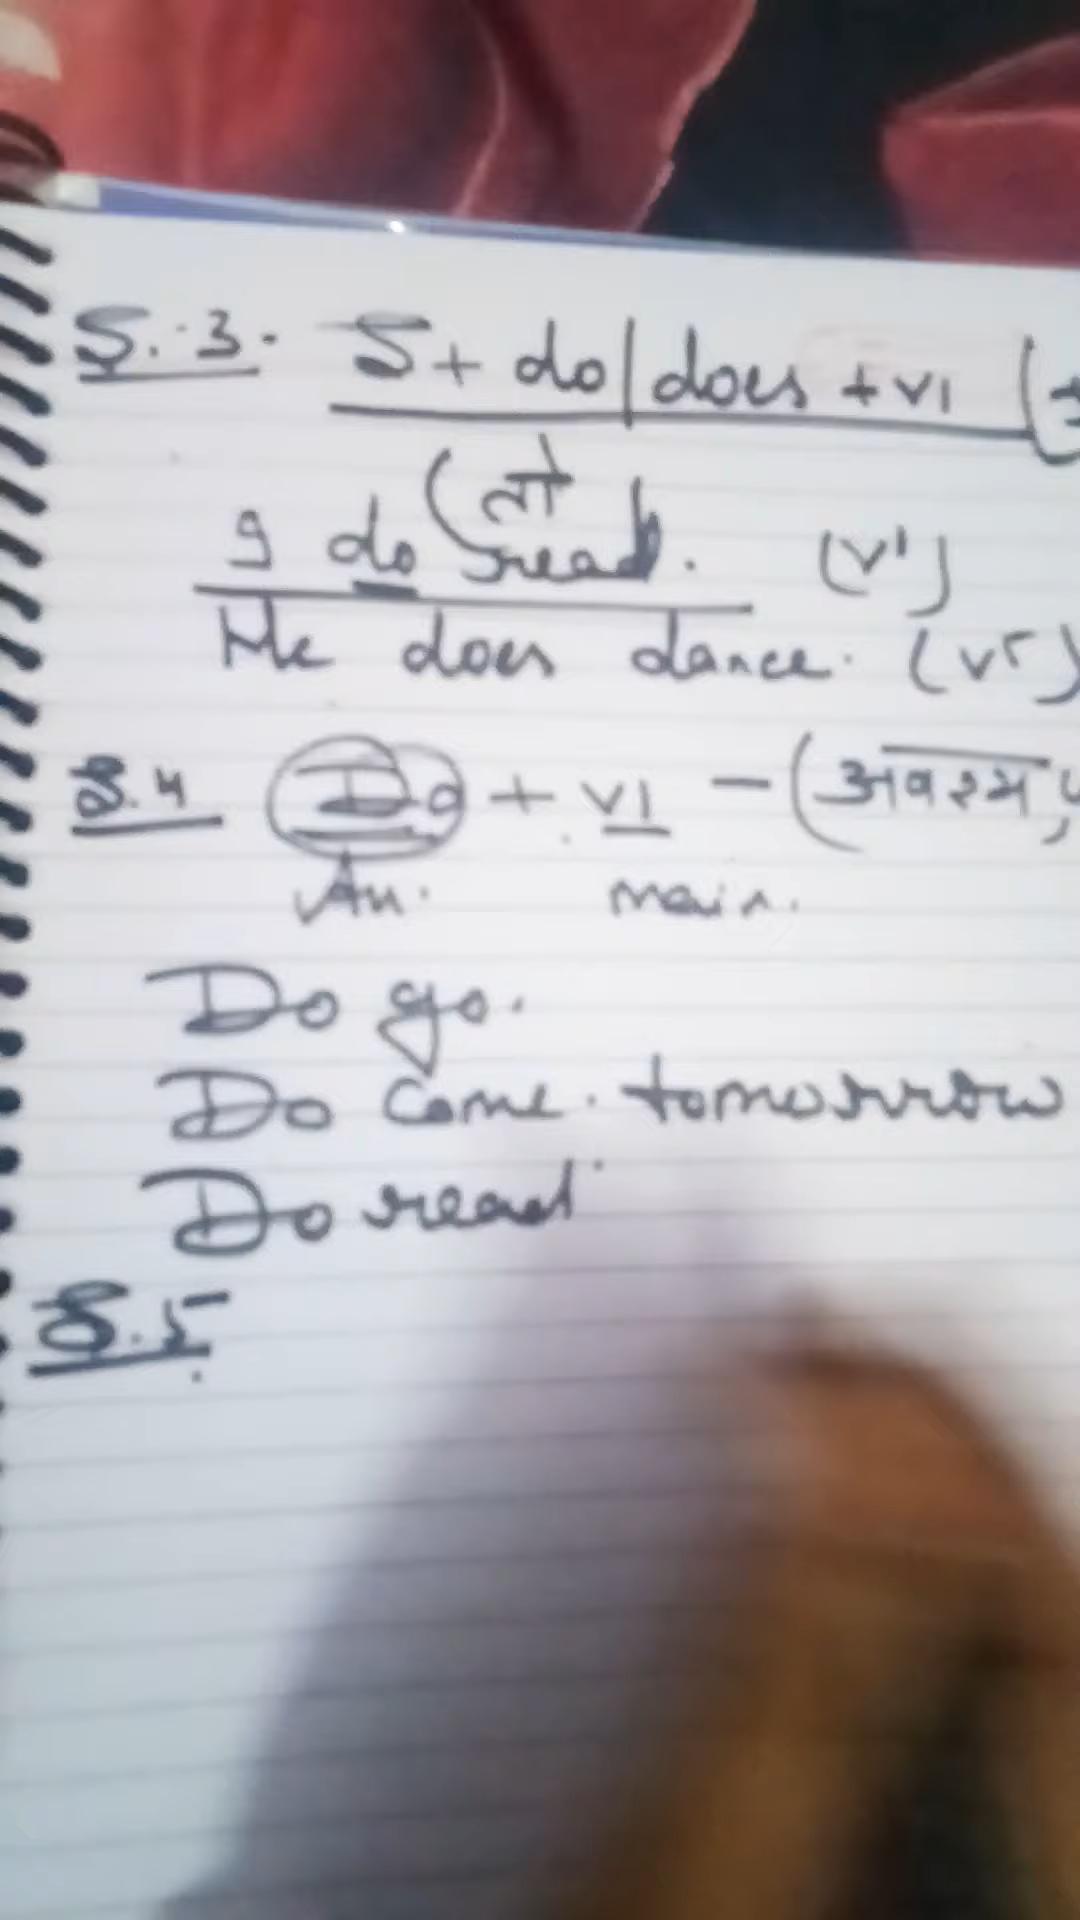 S.3. S + do/does + v1 (
(तो
I do read. (v1)
He does dance. (v5)
S.4 Do + v1 - (अवश्य,
Au. main.
Do go.
Do come. tomorrow
Do read
S.5